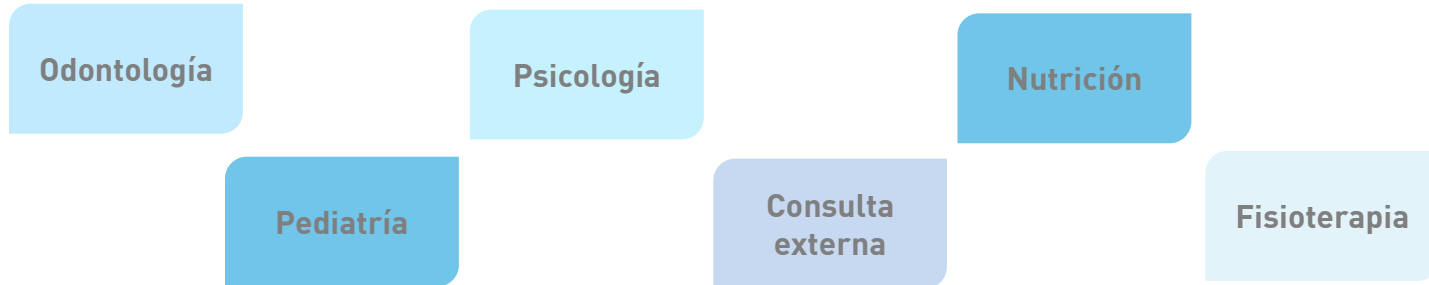 Odontología
Psicología
Nutrición
Pediatría
Consulta
externa
Fisioterapia